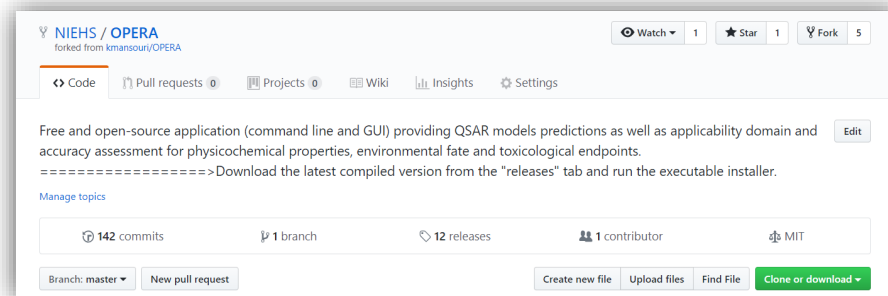 NIEHS / OPERA
Watch 1 Star 1 Fork 5
forked from kmansouri/OPERA
Code Pull requests 0 Projects 0 Wiki Insights Settings
Free and open-source application (command line and GUI) providing QSAR models predictions as well as applicability domain and Edit
accuracy assessment for physicochemical properties, environmental fate and toxicological endpoints.
==================>Download the latest compiled version from the "releases" tab and run the executable installer.
Manage topics
142 commits 1 branch 12 releases 1 contributor MIT
Branch: master New pull request Create new file Upload files Find File Clone or download